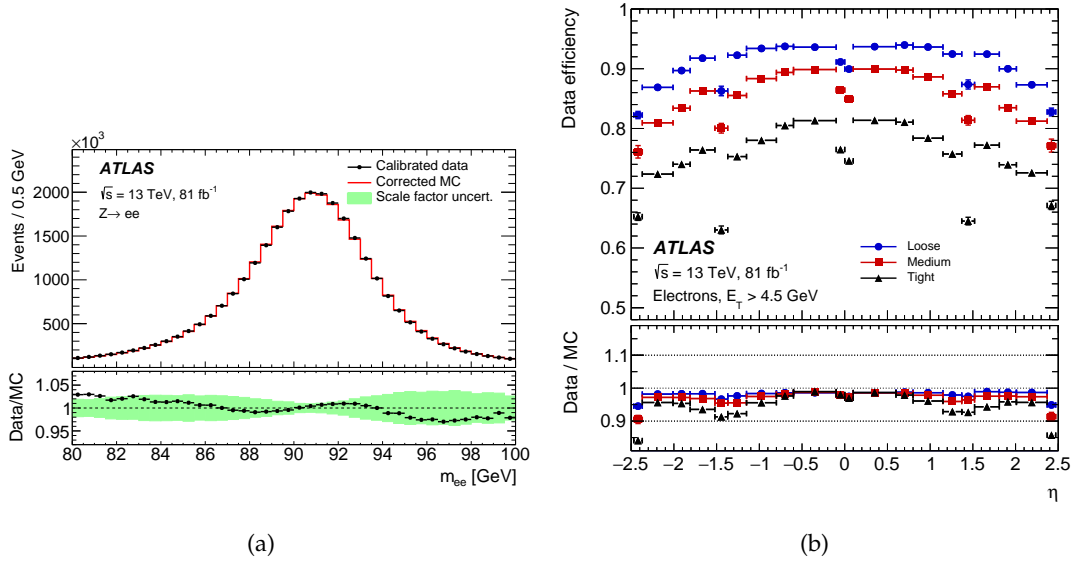 ×10³
Events / 0.5 GeV
2000
1500
1000
500
ATLAS
√s = 13 TeV, 81 fb⁻¹
Z→ ee
Calibrated data
Corrected MC
Scale factor uncert.
Data/MC
1.05
1
0.95
80 82 84 86 88 90 92 94 96 98 100
m_ee [GeV]
(a)
Data efficiency
1
0.9
0.8
0.7
0.6
0.5
ATLAS
√s = 13 TeV, 81 fb⁻¹
Electrons, E_T > 4.5 GeV
Loose
Medium
Tight
Data / MC
1.1
1
0.9
−2.5 −2 −1.5 −1 −0.5 0 0.5 1 1.5 2 2.5
η
(b)